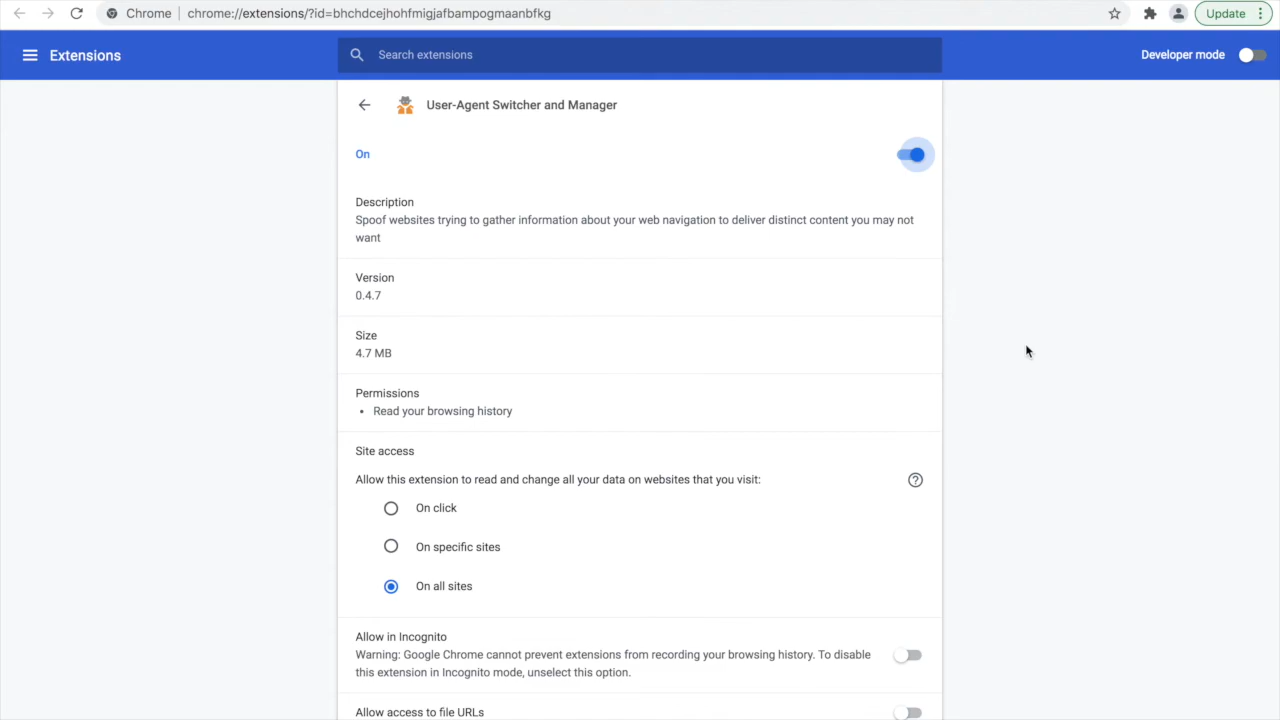 Chrome chrome://extensions/?id=bhchdcejhohfmigjafbampogmaanbfkg Update
Extensions Search extensions Developer mode
User-Agent Switcher and Manager
On
Description
Spoof websites trying to gather information about your web navigation to deliver distinct content you may not
want
Version
0.4.7
Size
4.7 MB
Permissions
• Read your browsing history
Site access
Allow this extension to read and change all your data on websites that you visit:
On click
On specific sites
On all sites
Allow in Incognito
Warning: Google Chrome cannot prevent extensions from recording your browsing history. To disable
this extension in Incognito mode, unselect this option.
Allow access to file URLs